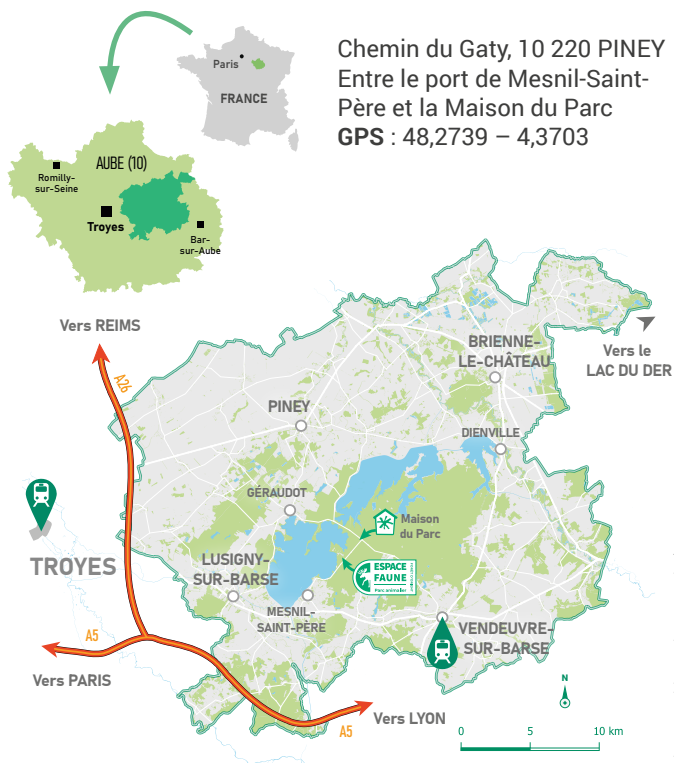 Chemin du Gaty, 10 220 PINEY
Entre le port de Mesnil-Saint-
Père et la Maison du Parc
GPS : 48,2739 – 4,3703
Paris
FRANCE
AUBE (10)
Romilly-
sur-Seine
Troyes
Bar-
sur-Aube
Vers REIMS
A26
BRIENNE-
LE-CHÂTEAU
Vers le
LAC DU DER
PINEY
DIENVILLE
GÉRAUDOT
Maison
du Parc
TROYES
LUSIGNY-
SUR-BARSE
ESPACE
FAUNE
Parc animalier
MESNIL-
SAINT-PÈRE
VENDEUVRE-
SUR-BARSE
A5
Vers PARIS
N
Vers LYON
A5
0 5 10 km